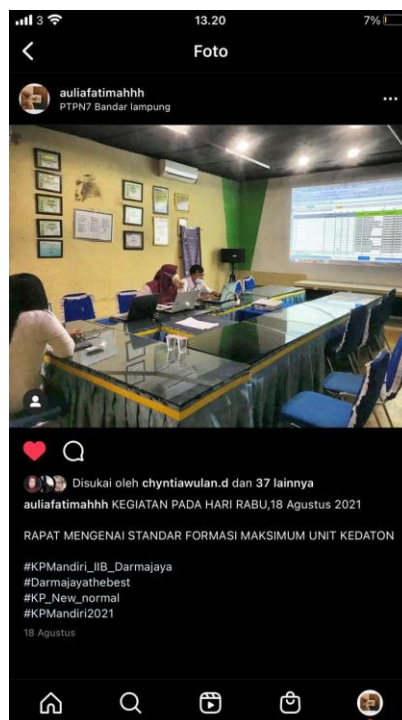 3
13.20
7%
Foto
auliafatimahhh
PTPN7 Bandar lampung
Disukai oleh chyntiawulan.d dan 37 lainnya
auliafatimahhh KEGIATAN PADA HARI RABU,18 Agustus 2021
RAPAT MENGENAI STANDAR FORMASI MAKSIMUM UNIT KEDATON
#KPMandiri_IIB_Darmajaya
#Darmajayathebest
#KP_New_normal
#KPMandiri2021
18 Agustus